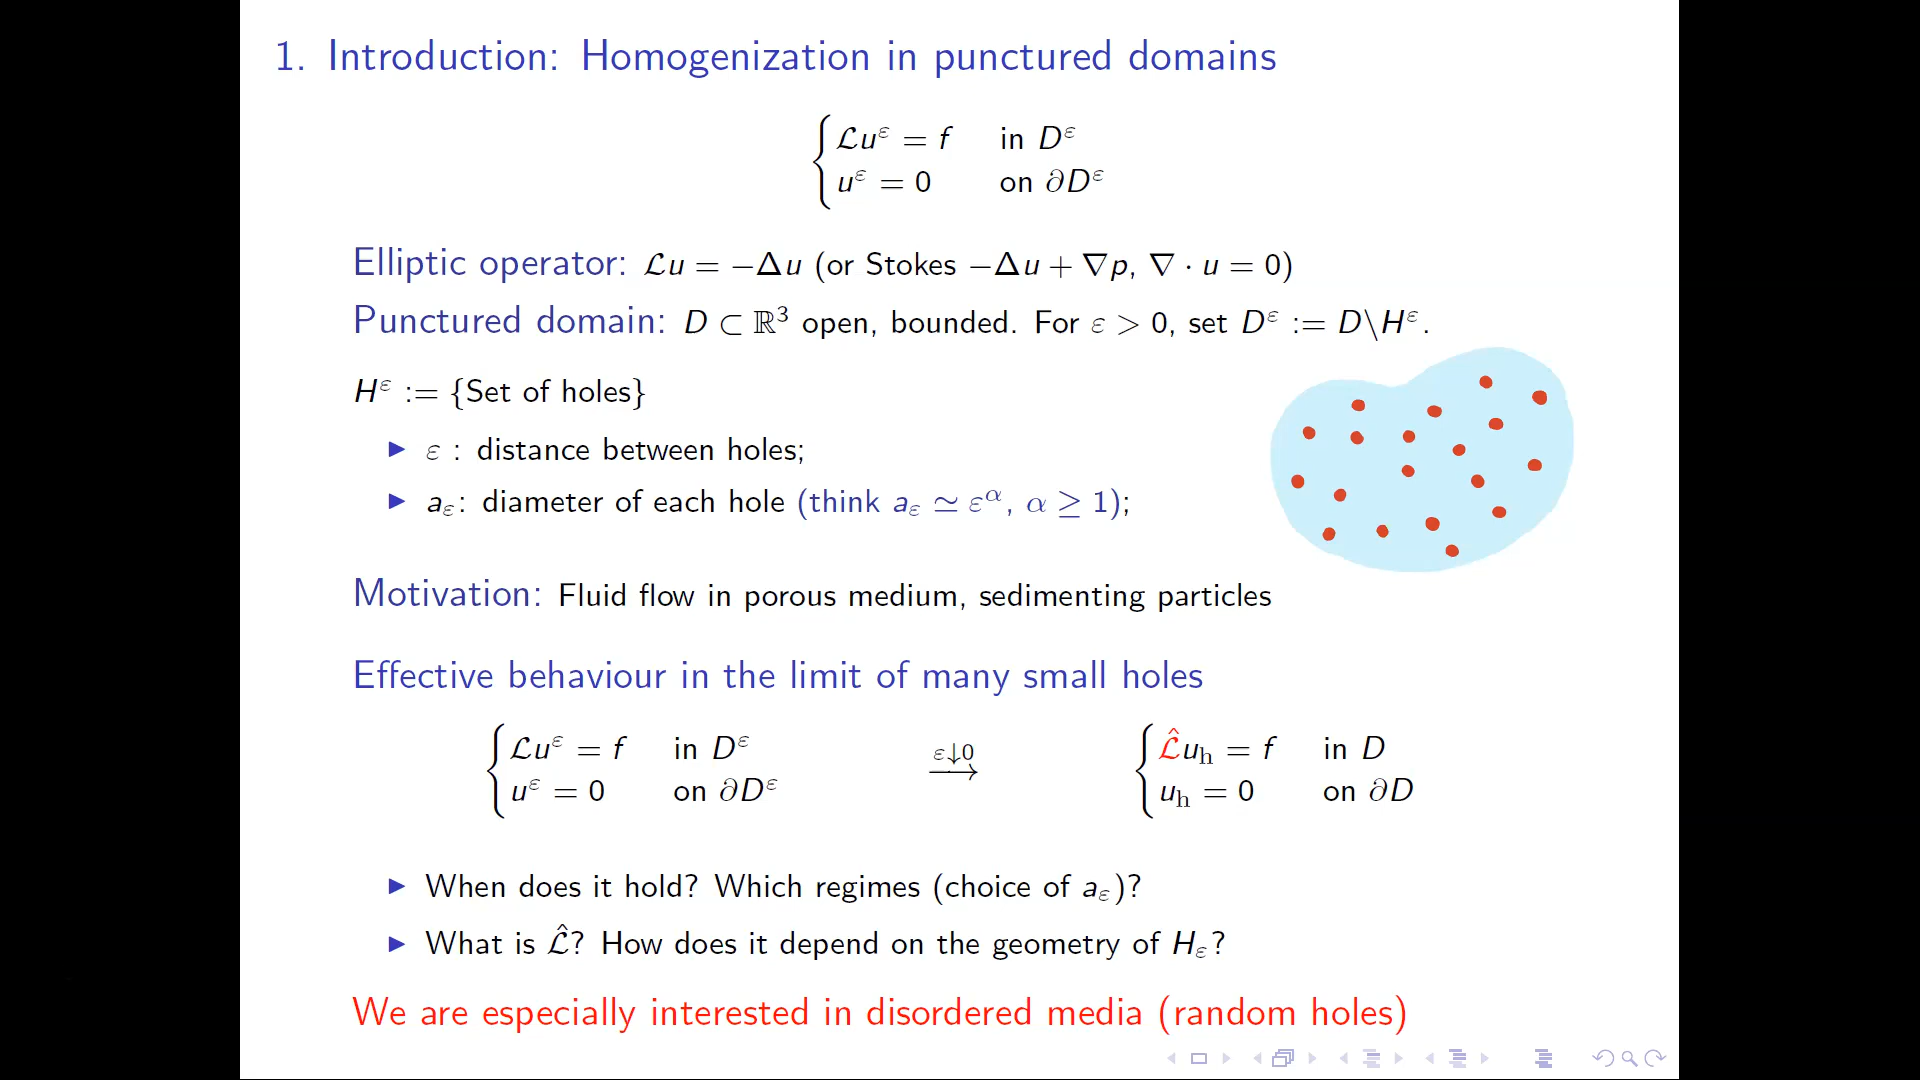 1. Introduction: Homogenization in punctured domains
ℒu^ε = f in D^ε
u^ε = 0 on ∂D^ε
Elliptic operator: ℒu = −Δu (or Stokes −Δu + ∇p, ∇ · u = 0)
Punctured domain: D ⊂ ℝ³ open, bounded. For ε > 0, set D^ε := D\H^ε.
H^ε := {Set of holes}
▶ ε : distance between holes;
▶ a_ε: diameter of each hole (think a_ε ≃ ε^α, α ≥ 1);
Motivation: Fluid flow in porous medium, sedimenting particles
Effective behaviour in the limit of many small holes
ℒu^ε = f in D^ε
u^ε = 0 on ∂D^ε
ε↓0 ⟶
ℒ̂u_h = f in D
u_h = 0 on ∂D
▶ When does it hold? Which regimes (choice of a_ε)?
▶ What is ℒ̂? How does it depend on the geometry of H_ε?
We are especially interested in disordered media (random holes)